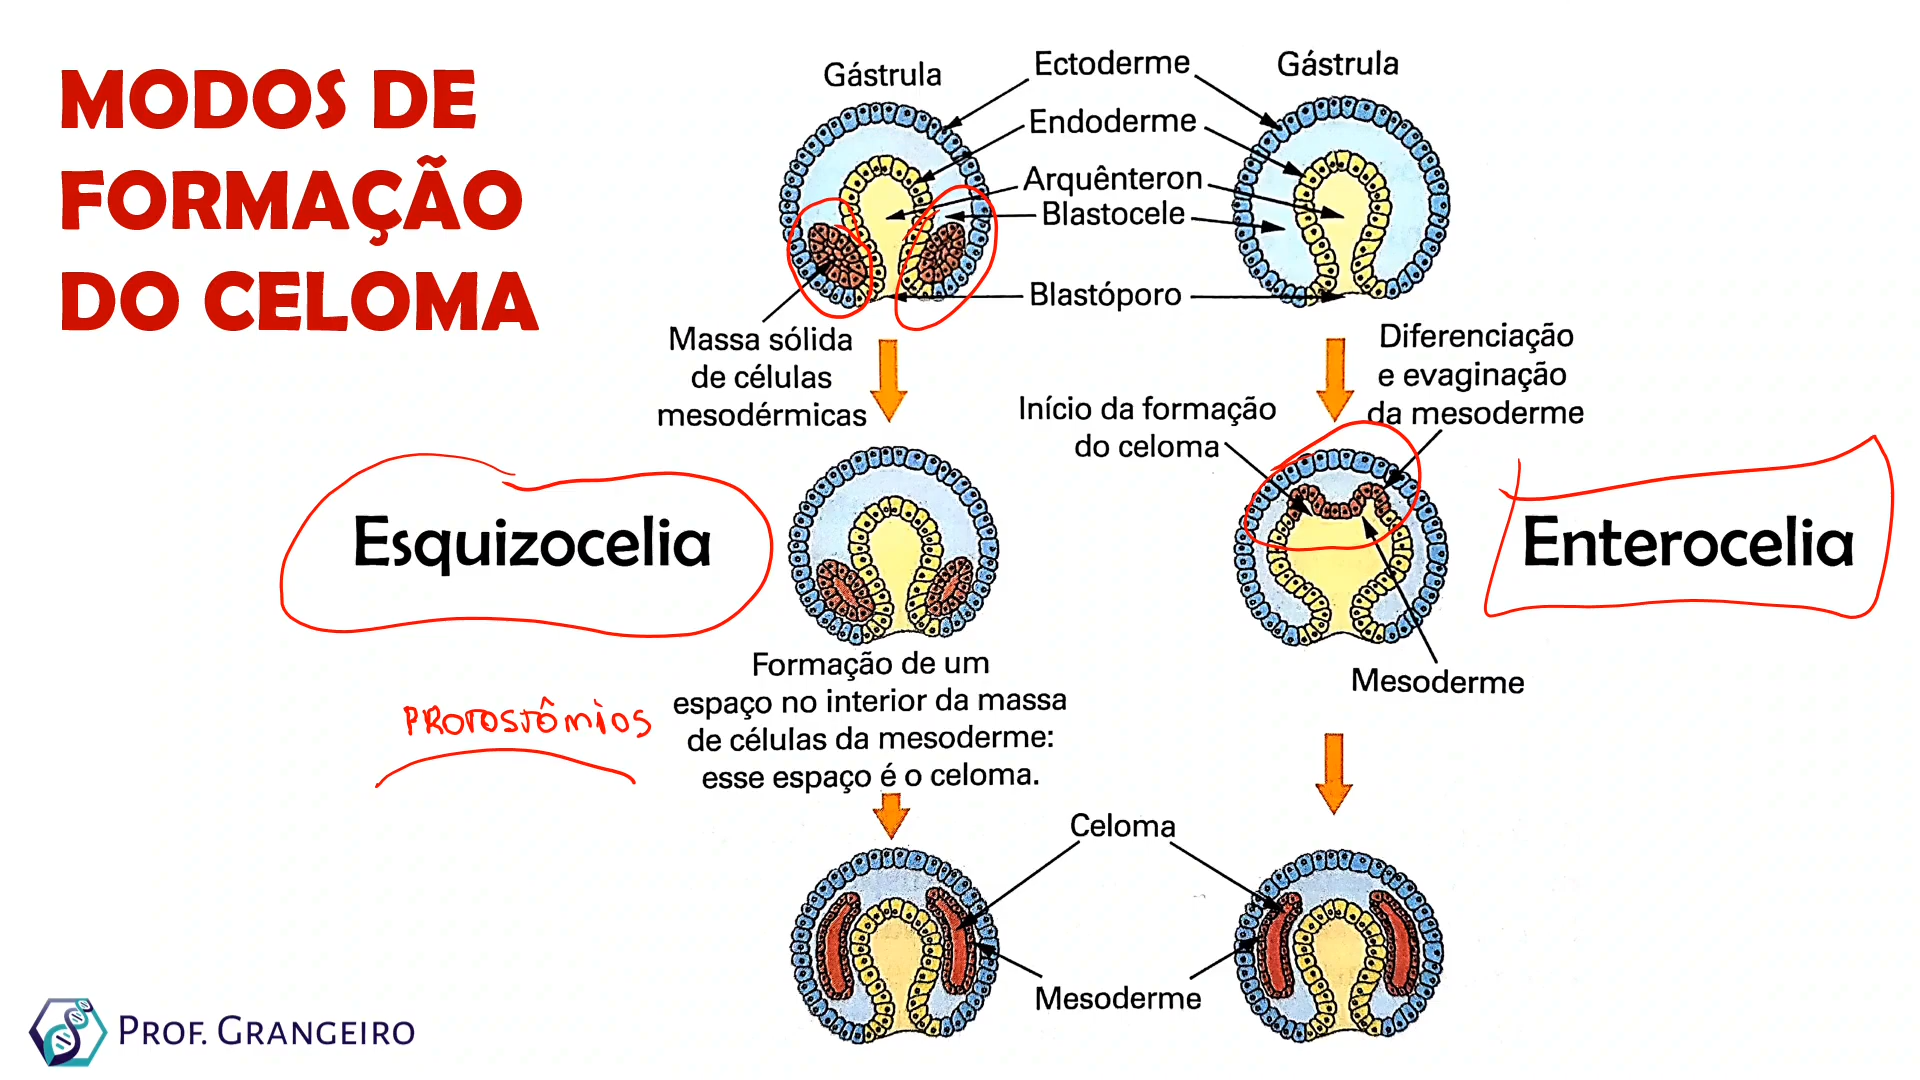 MODOS DE
FORMAÇÃO
DO CELOMA
Gástrula
Ectoderme
Gástrula
Endoderme
Arquênteron
Blastocele
Blastóporo
Massa sólida
de células
mesodérmicas
Diferenciação
e evaginação
da mesoderme
Início da formação
do celoma
Esquizocelia
Enterocelia
Formação de um
espaço no interior da massa
de células da mesoderme:
esse espaço é o celoma.
Mesoderme
PROTOSTÔMIOS
Celoma
Mesoderme
PROF. GRANGEIRO